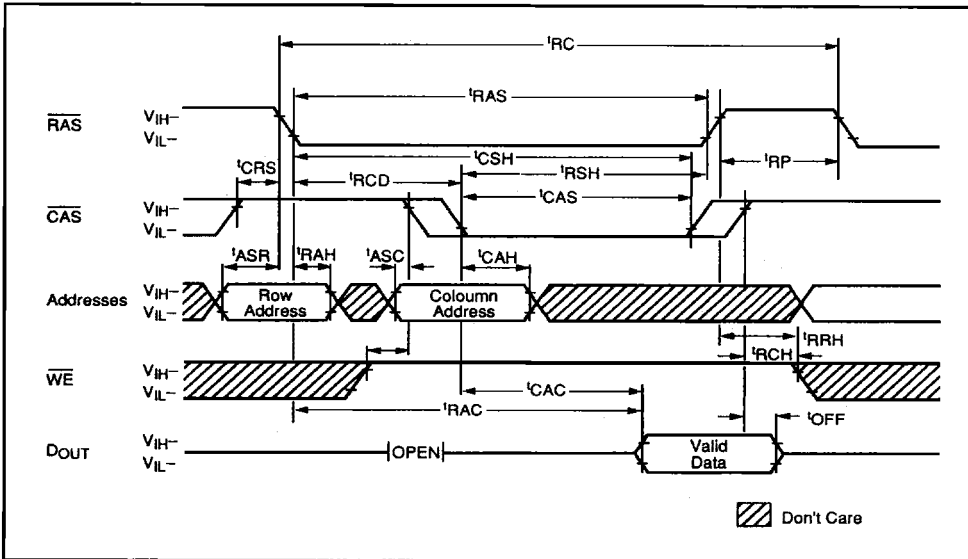 tRC
tRAS
RAS
VIH–
VIL–
tCSH
tCRS
tRCD
tRSH
tRP
tCAS
CAS
VIH–
VIL–
tASR
tRAH
tASC
tCAH
Addresses
VIH–
VIL–
Row
Address
Coloumn
Address
tRRH
tRCH
WE
VIH–
VIL–
tCAC
tRAC
tOFF
DOUT
VIH–
VIL–
OPEN
Valid
Data
Don't Care